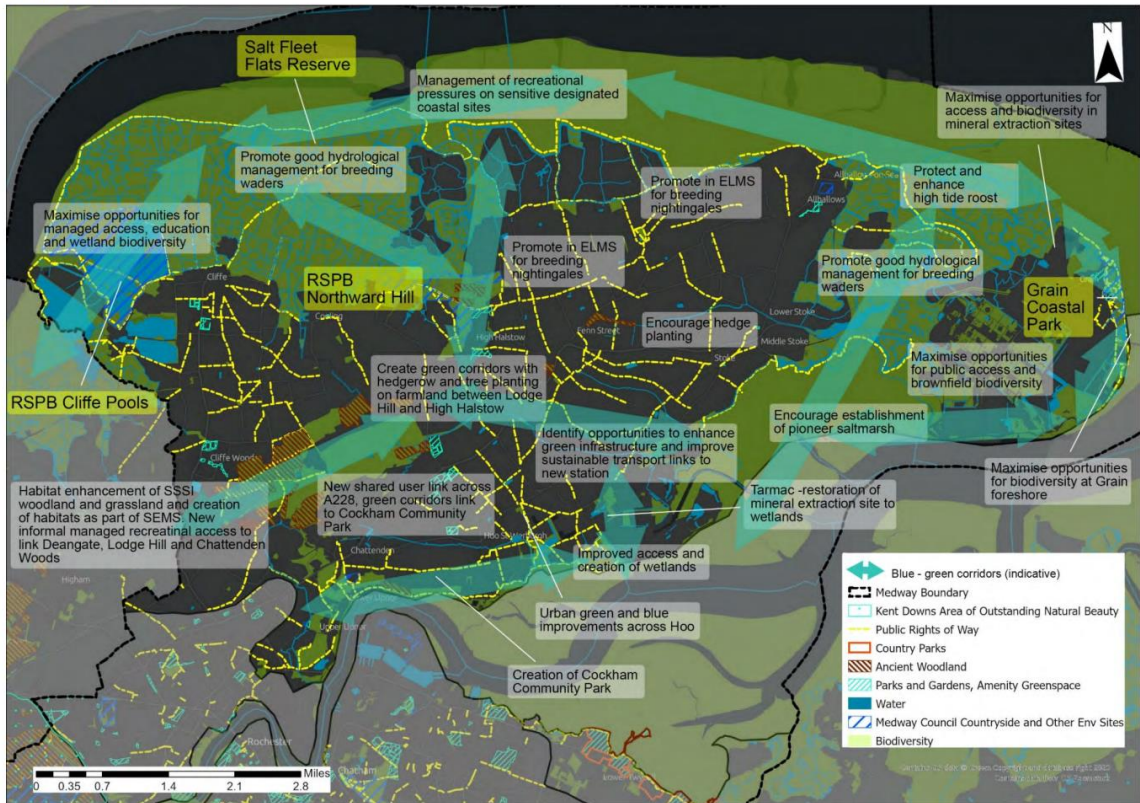 N
Salt Fleet
Flats Reserve
Management of recreational
pressures on sensitive designated
coastal sites
Maximise opportunities for
access and biodiversity in
mineral extraction sites
Promote good hydrological
management for breeding
waders
Promote in ELMS
for breeding
nightingales
Allhallows
Protect and
enhance
high tide roost
Maximise opportunities for
managed access, education
and wetland biodiversity
Cliffe
RSPB
Northward Hill
Cooling
Promote in ELMS
for breeding
nightingales
Promote good hydrological
management for breeding
waders
Grain
Coastal
Park
High Halstow
Fenn Street
Encourage hedge
planting
Lower Stoke
Middle Stoke
Stoke
RSPB Cliffe Pools
Create green corridors with
hedgerow and tree planting
on farmland between Lodge
Hill and High Halstow
Maximise opportunities
for public access and
brownfield biodiversity
Encourage establishment
of pioneer saltmarsh
Cliffe Woods
Identify opportunities to enhance
green infrastructure and improve
sustainable transport links to
new station
Maximise opportunities
for biodiversity at Grain
foreshore
Habitat enhancement of SSSI
woodland and grassland and creation
of habitats as part of SEMS. New
informal managed recreatinal access to
link Deangate, Lodge Hill and Chattenden
Woods
New shared user link across
A228, green corridors link
to Cockham Community
Park
Tarmac -restoration of
mineral extraction site to
wetlands
Chattenden
Improved access and
creation of wetlands
Higham
Urban green and blue
improvements across Hoo
Upper Upnor
Creation of Cockham
Community Park
Rochester
Chatham
Blue - green corridors (indicative)
Medway Boundary
Kent Downs Area of Outstanding Natural Beauty
Public Rights of Way
Country Parks
Ancient Woodland
Parks and Gardens, Amenity Greenspace
Water
Medway Council Countryside and Other Env Sites
Biodiversity
Miles
0 0.35 0.7 1.4 2.1 2.8